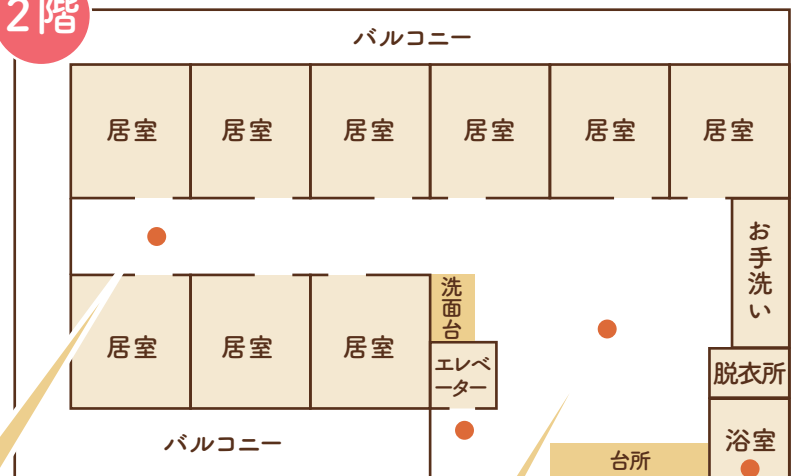 2階
バルコニー
居室 居室 居室 居室 居室 居室
お手洗い
洗面台
居室 居室 居室
エレベ
ーター
脱衣所
バルコニー
浴室
台所